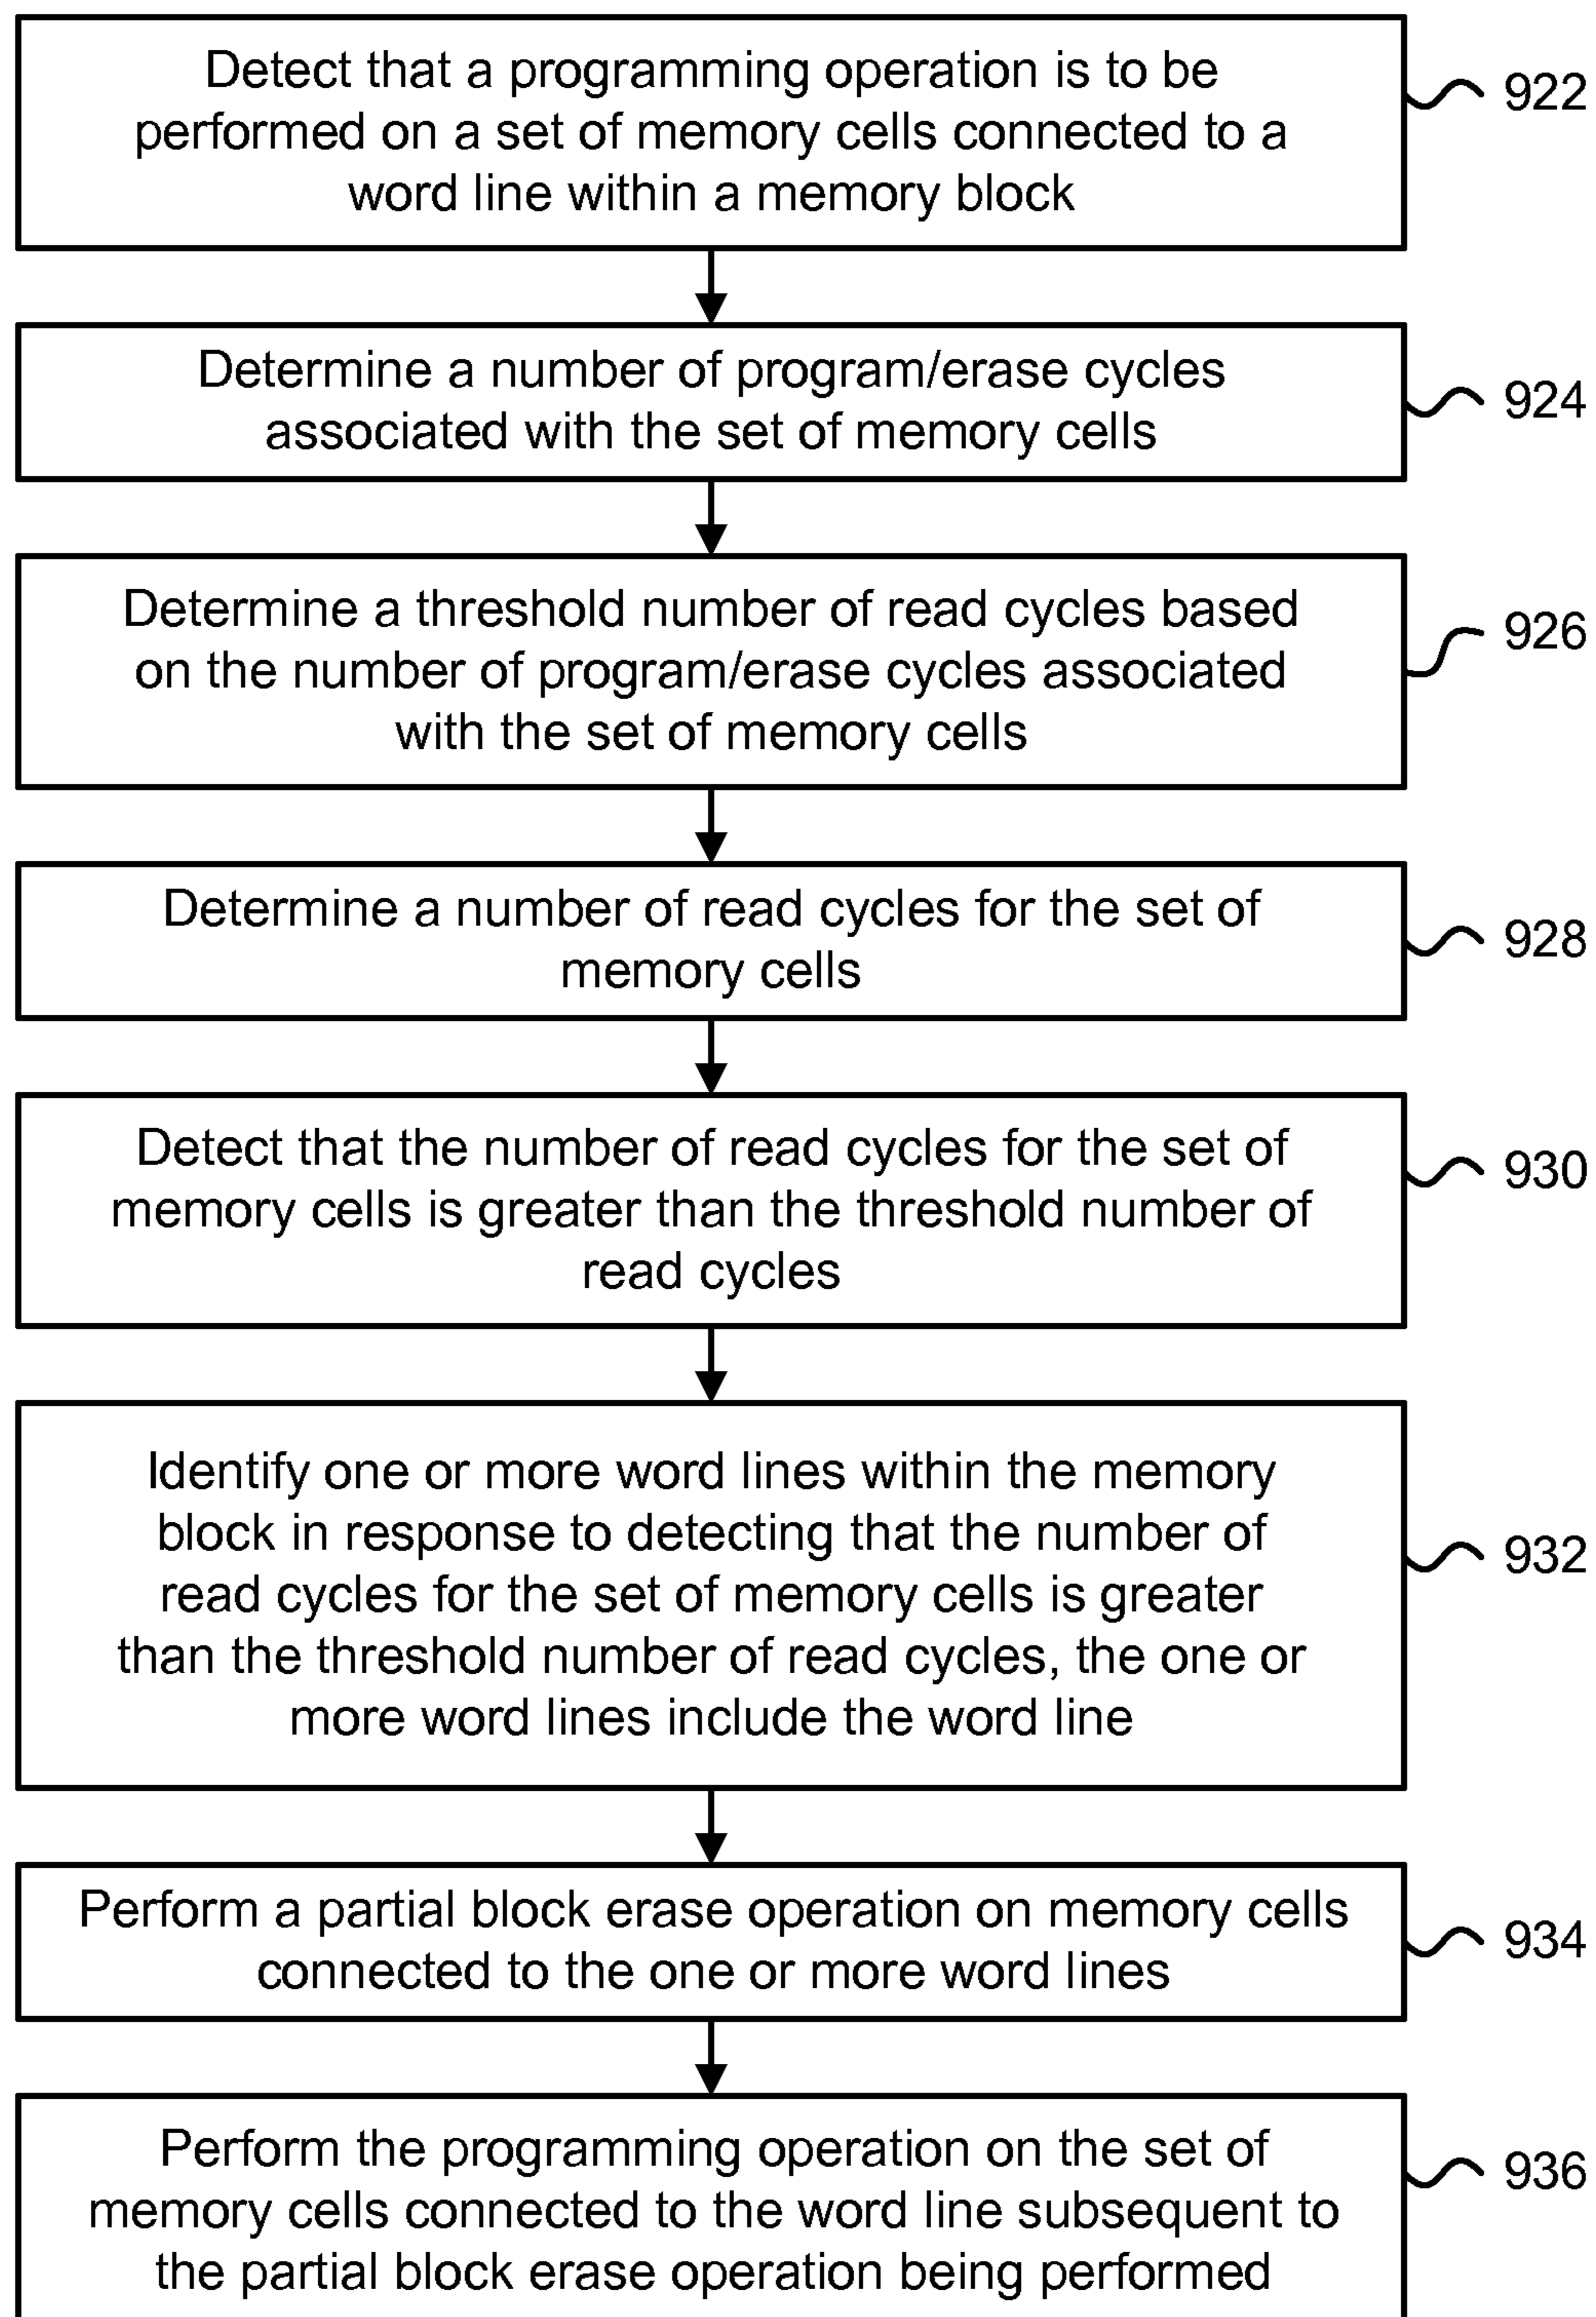 Detect that a programming operation is to be
performed on a set of memory cells connected to a
word line within a memory block
922
Determine a number of program/erase cycles
associated with the set of memory cells
924
Determine a threshold number of read cycles based
on the number of program/erase cycles associated
with the set of memory cells
926
Determine a number of read cycles for the set of
memory cells
928
Detect that the number of read cycles for the set of
memory cells is greater than the threshold number of
read cycles
930
Identify one or more word lines within the memory
block in response to detecting that the number of
read cycles for the set of memory cells is greater
than the threshold number of read cycles, the one or
more word lines include the word line
932
Perform a partial block erase operation on memory cells
connected to the one or more word lines
934
Perform the programming operation on the set of
memory cells connected to the word line subsequent to
the partial block erase operation being performed
936